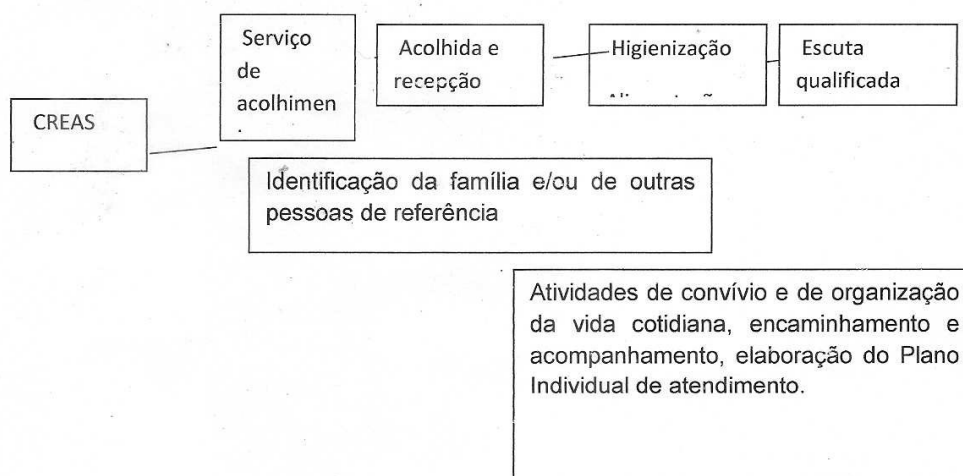 CREAS
Serviço
de
acolhimen
Acolhida e
recepção
Higienização
Escuta
qualificada
Identificação da família e/ou de outras
pessoas de referência
Atividades de convívio e de organização
da vida cotidiana, encaminhamento e
acompanhamento, elaboração do Plano
Individual de atendimento.